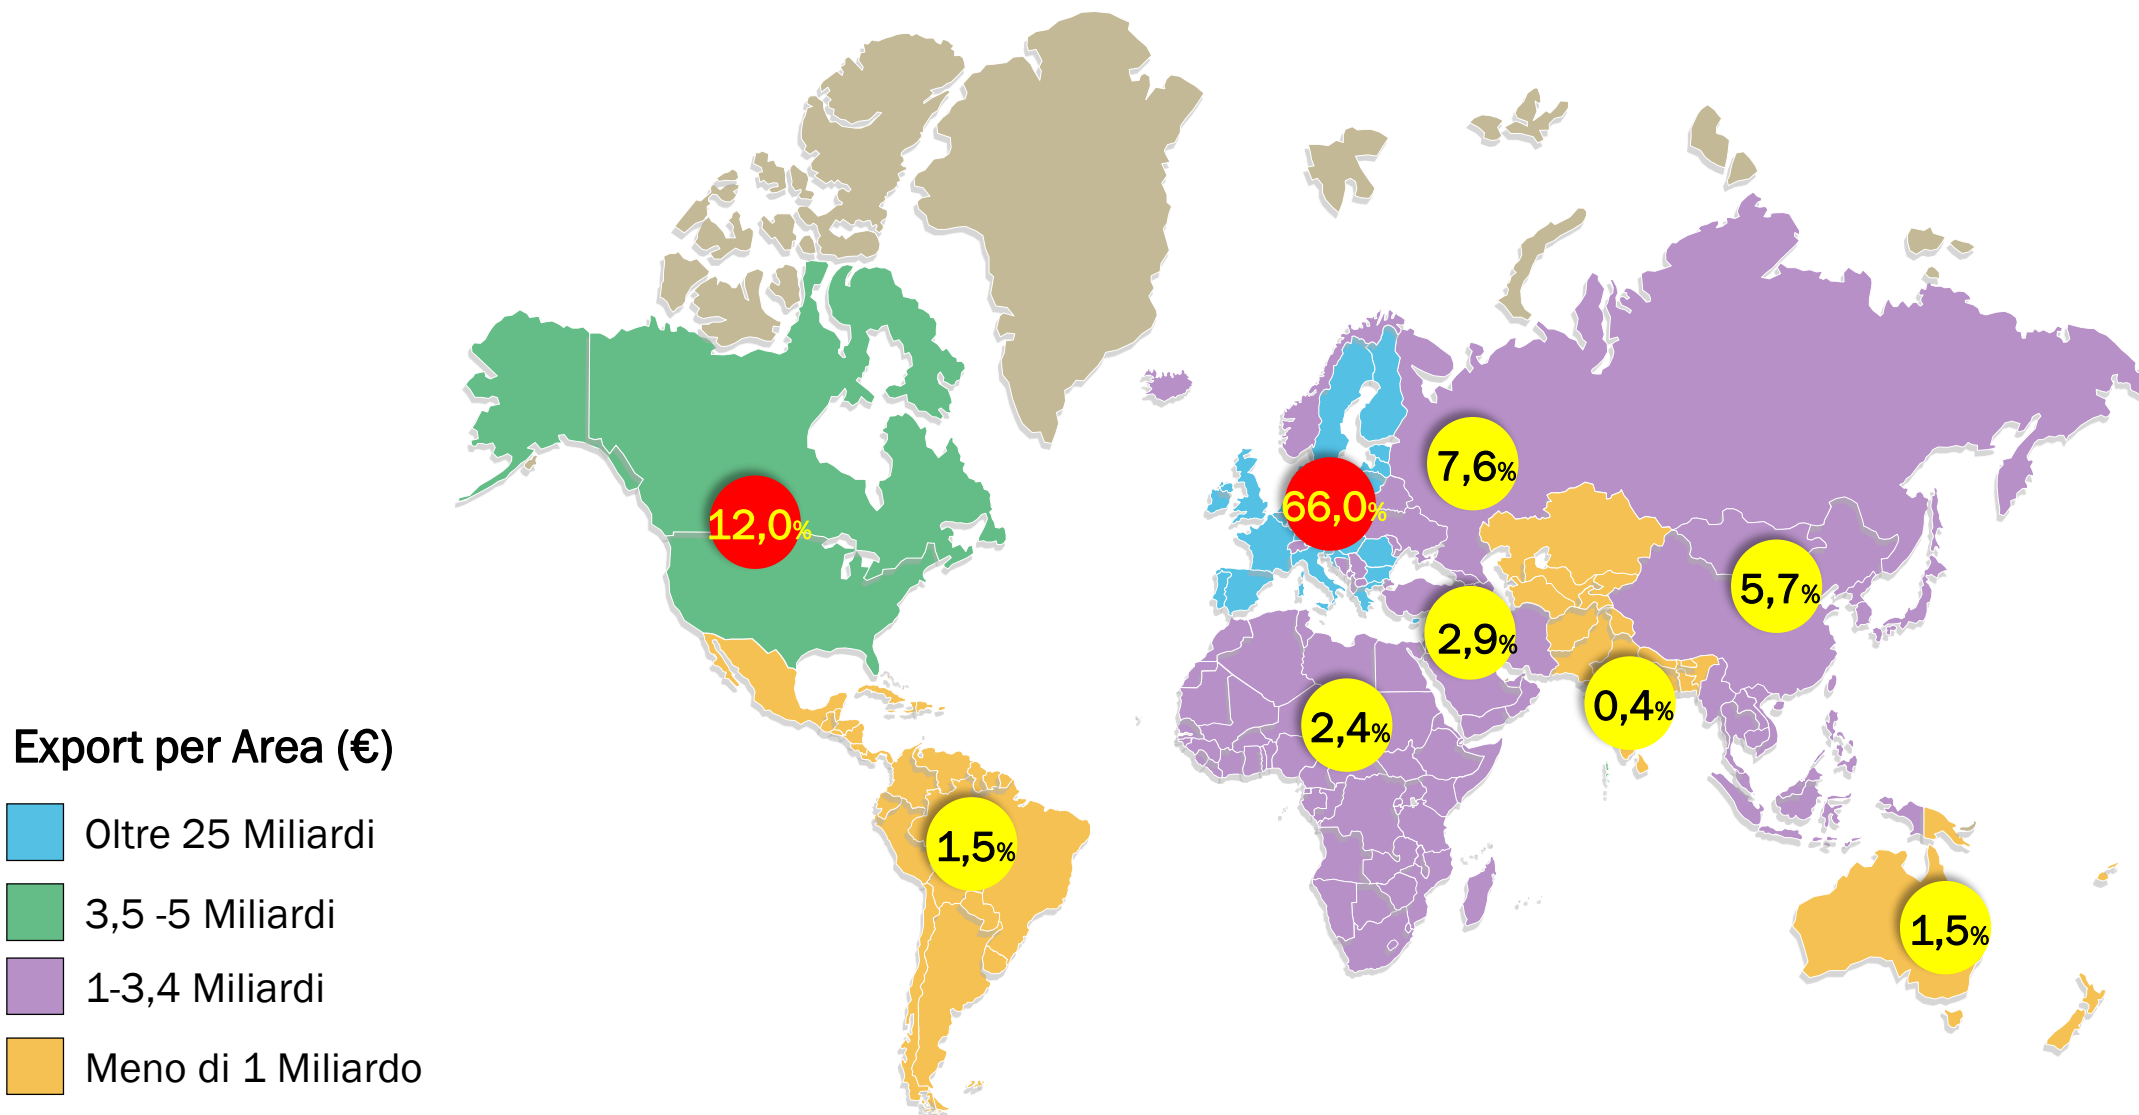 7,6%
66,0%
12,0%
5,7%
2,9%
0,4%
2,4%
1,5%
1,5%
Export per Area (€)
Oltre 25 Miliardi
3,5 -5 Miliardi
1-3,4 Miliardi
Meno di 1 Miliardo